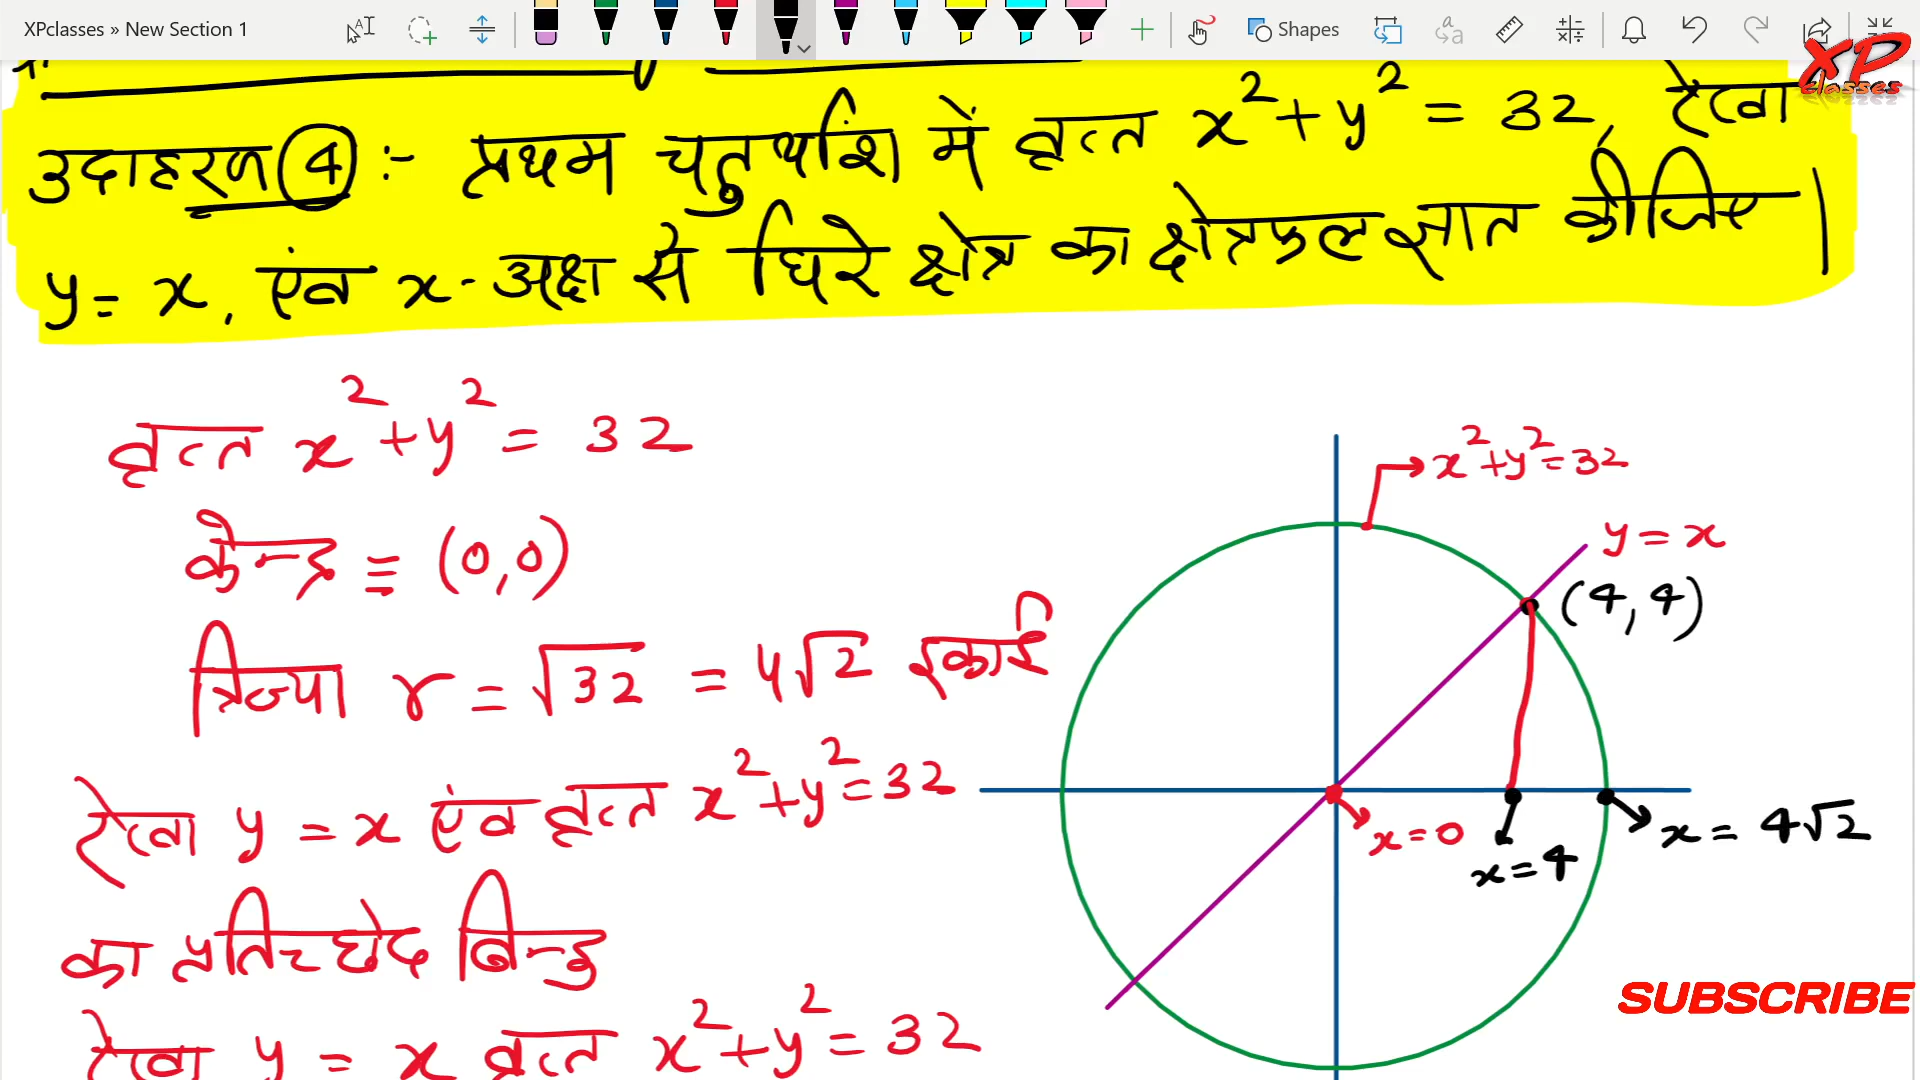 XPclasses » New Section 1
Shapes
XP
classes
उदाहरण (4) :- प्रथम चतुर्थांश में वृत्त x²+y² = 32, रेखा
y = x, एंव x-अक्ष से घिरे क्षेत्र का क्षेत्रफल ज्ञात कीजिए।
वृत्त x²+y² = 32
केन्द्र ≡ (0,0)
त्रिज्या r = √32 = 4√2 इकाई
रेखा y = x एंव वृत्त x²+y²=32
का प्रतिच्छेद बिन्दु
रेखा y = x वृत्त x²+y²=32
x²+y²=32
y = x
(4,4)
x=0
x=4
x = 4√2
SUBSCRIBE